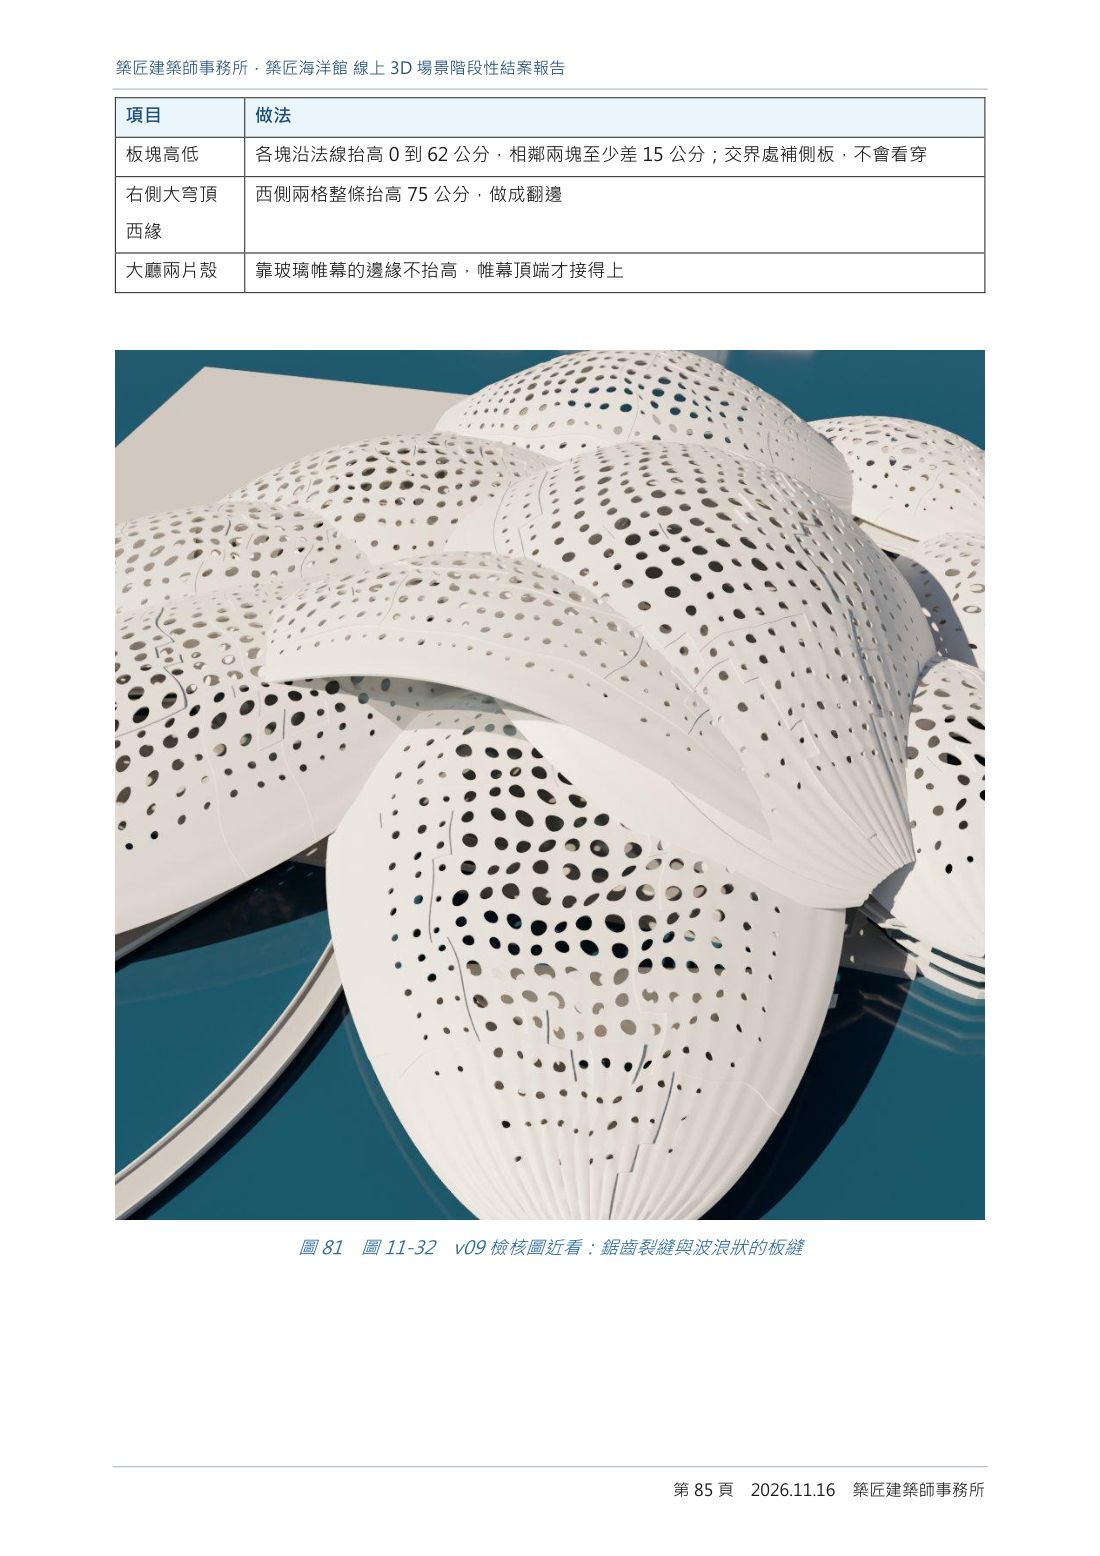 築匠建築師事務所．築匠海洋館 線上 3D 場景階段性結案報告
項目 做法
板塊高低 各塊沿法線抬高 0 到 62 公分，相鄰兩塊至少差 15 公分；交界處補側板，不會看穿
右側大穹頂 西側兩格整條抬高 75 公分，做成翻邊
西緣
大廳兩片殼 靠玻璃帷幕的邊緣不抬高，帷幕頂端才接得上
圖 81　圖 11-32　v09 檢核圖近看：鋸齒裂縫與波浪狀的板縫
第 85 頁　2026.11.16　築匠建築師事務所